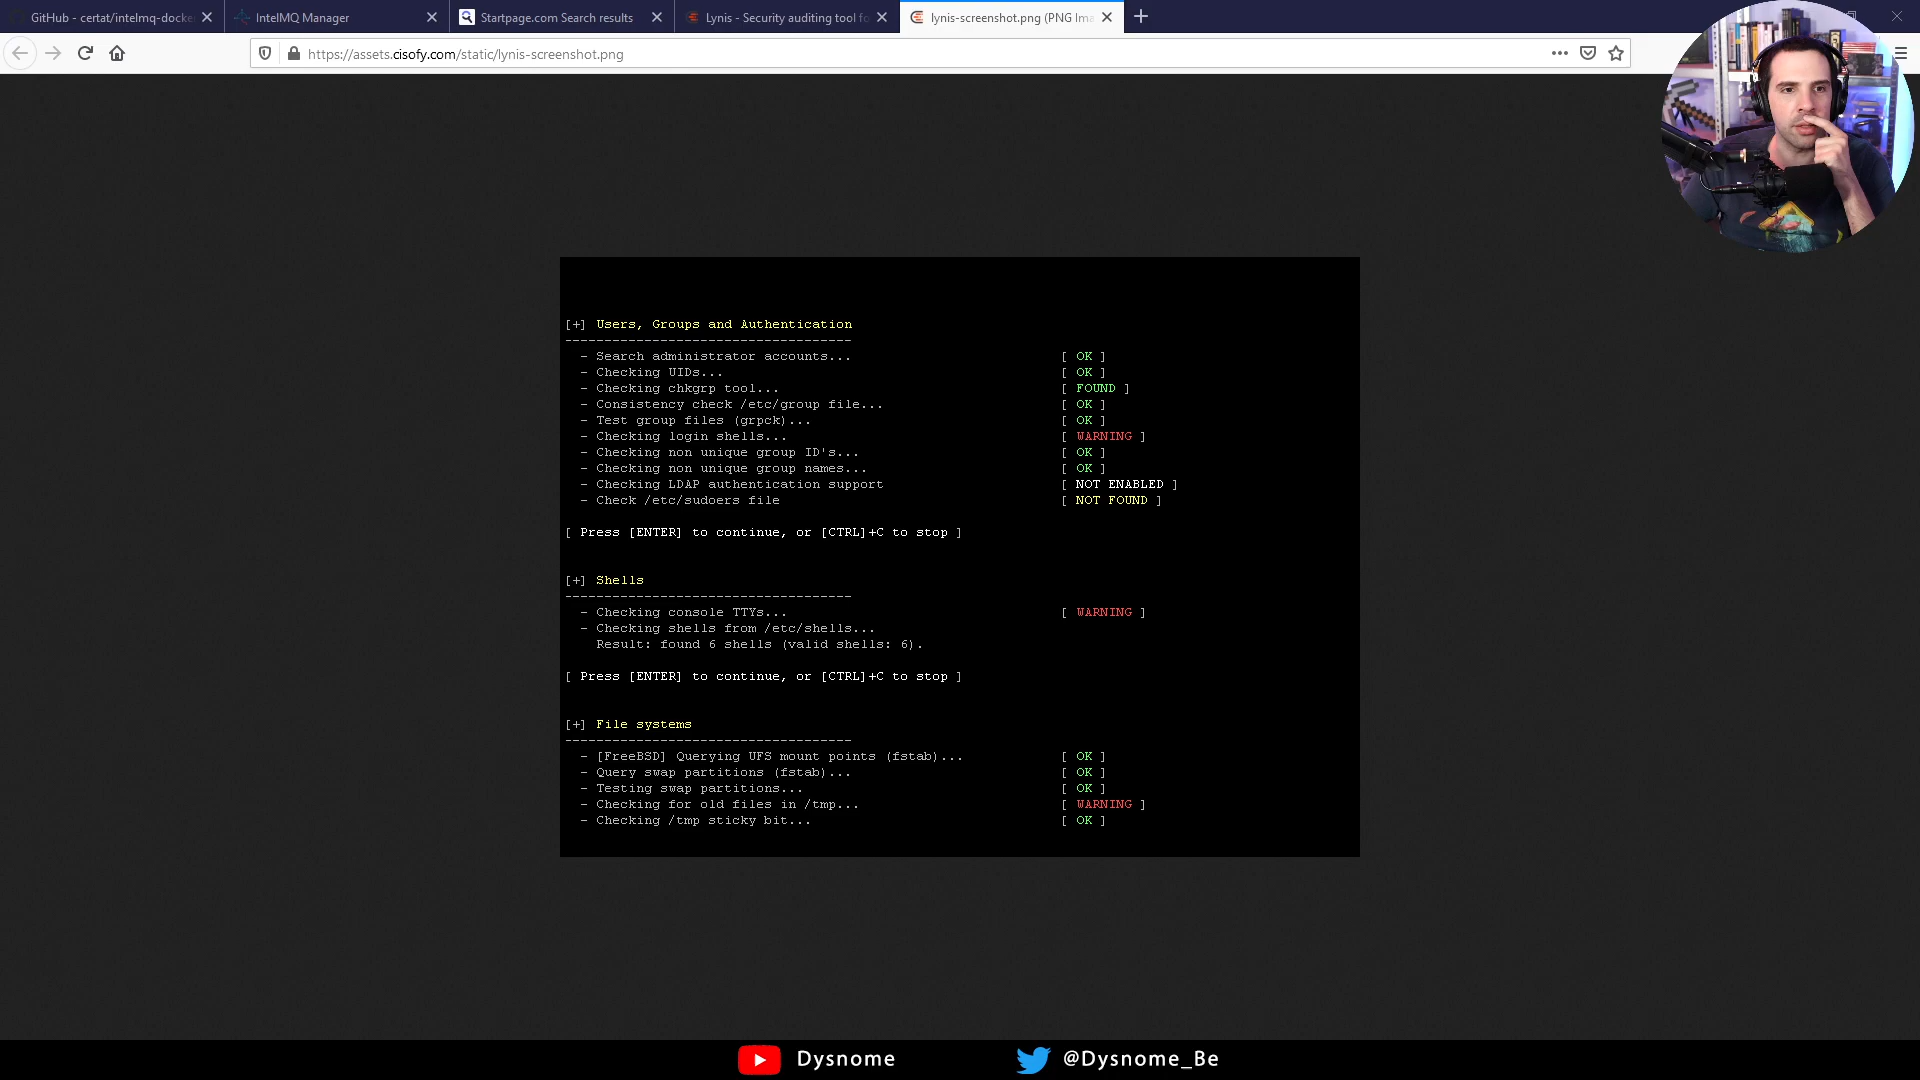 GitHub - certat/intelmq-docke
IntelMQ Manager
Startpage.com Search results
Lynis - Security auditing tool fo
lynis-screenshot.png (PNG Ima
https://assets.cisofy.com/static/lynis-screenshot.png
[+] Users, Groups and Authentication
------------------------------------
- Search administrator accounts... [ OK ]
- Checking UIDs... [ OK ]
- Checking chkgrp tool... [ FOUND ]
- Consistency check /etc/group file... [ OK ]
- Test group files (grpck)... [ OK ]
- Checking login shells... [ WARNING ]
- Checking non unique group ID's... [ OK ]
- Checking non unique group names... [ OK ]
- Checking LDAP authentication support [ NOT ENABLED ]
- Check /etc/sudoers file [ NOT FOUND ]
[ Press [ENTER] to continue, or [CTRL]+C to stop ]
[+] Shells
------------------------------------
- Checking console TTYs... [ WARNING ]
- Checking shells from /etc/shells...
Result: found 6 shells (valid shells: 6).
[ Press [ENTER] to continue, or [CTRL]+C to stop ]
[+] File systems
------------------------------------
- [FreeBSD] Querying UFS mount points (fstab)... [ OK ]
- Query swap partitions (fstab)... [ OK ]
- Testing swap partitions... [ OK ]
- Checking for old files in /tmp... [ WARNING ]
- Checking /tmp sticky bit... [ OK ]
Dysnome
@Dysnome_Be